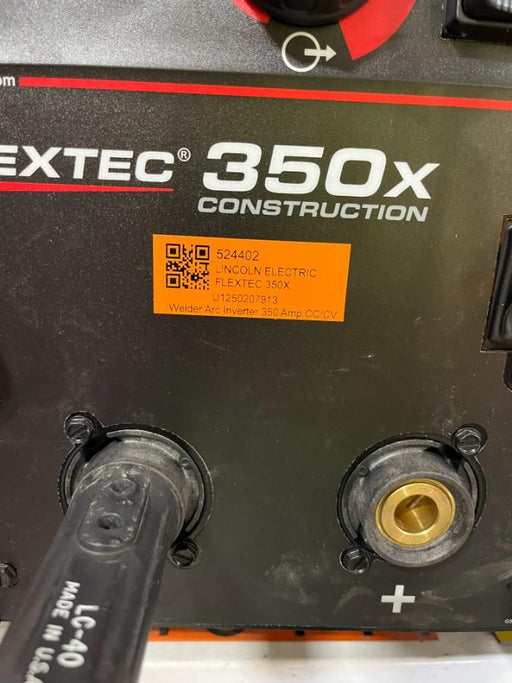 om
EXTEC® 350X
CONSTRUCTION
524402
LINCOLN ELECTRIC
FLEXTEC 350X
U1250207913
Welder Arc Inverter 350 Amp CC/CV
+
LC-40
MADE IN U.S.A